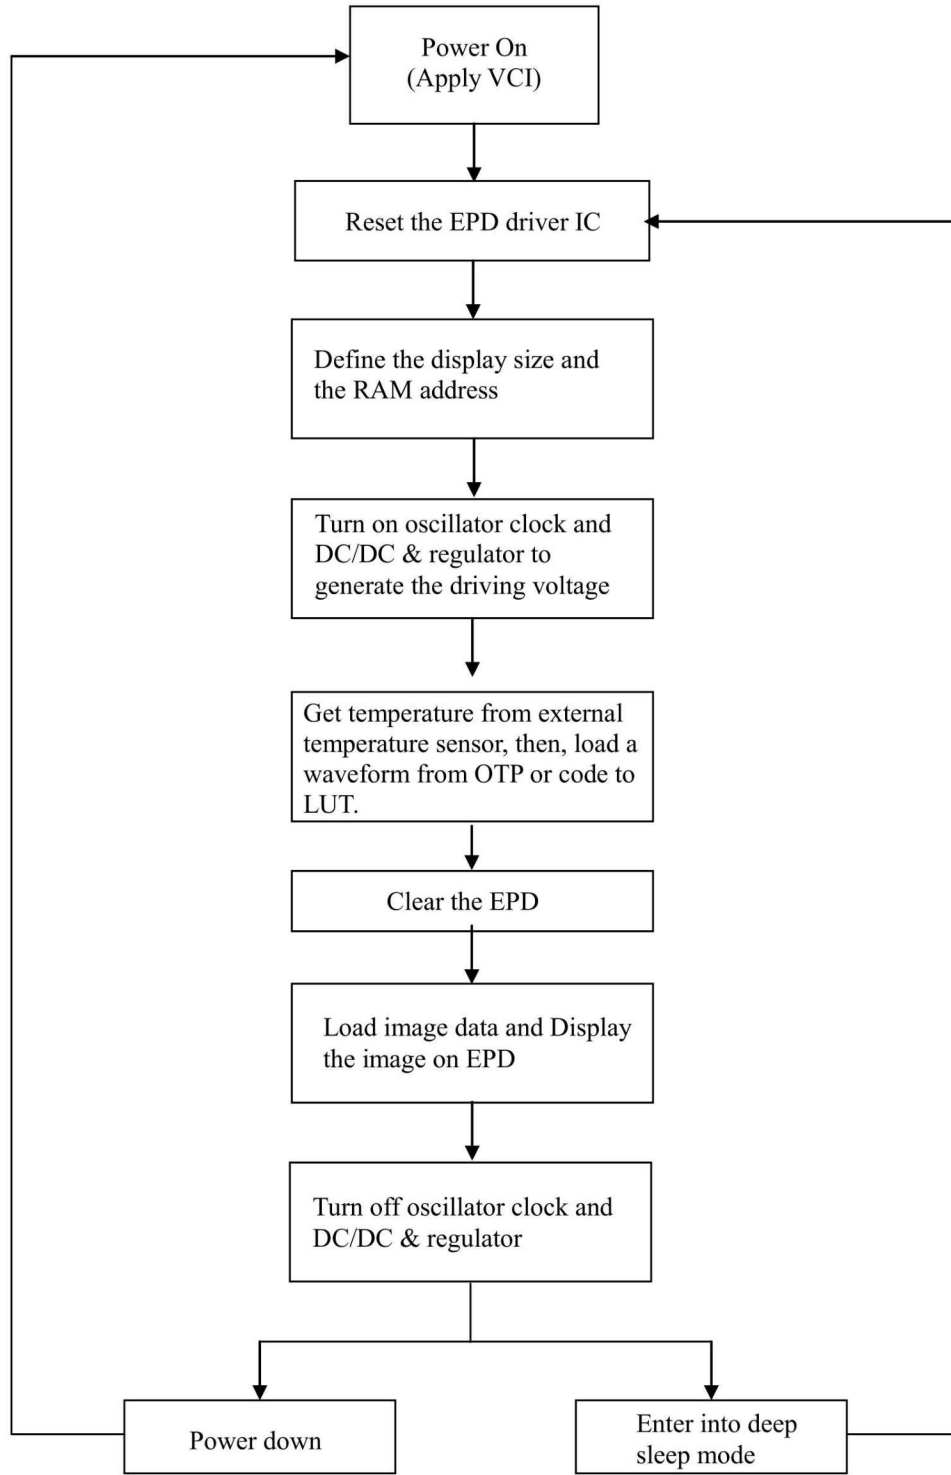 Power On
(Apply VCI)
Reset the EPD driver IC
Define the display size and
the RAM address
Turn on oscillator clock and
DC/DC & regulator to
generate the driving voltage
Get temperature from external
temperature sensor, then, load a
waveform from OTP or code to
LUT.
Clear the EPD
Load image data and Display
the image on EPD
Turn off oscillator clock and
DC/DC & regulator
Power down
Enter into deep
sleep mode